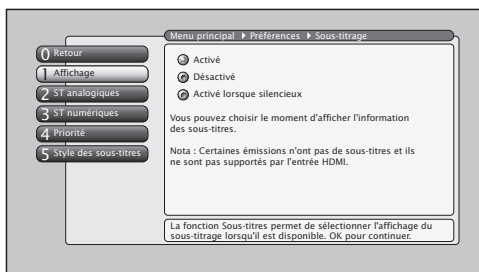 Menu principal Préférences Sous-titrage
0 Retour
1 Affichage
2 ST analogiques
3 ST numériques
4 Priorité
5 Style des sous-titres
Activé
Désactivé
Activé lorsque silencieux
Vous pouvez choisir le moment d'afficher l'information
des sous-titres.
Nota : Certaines émissions n'ont pas de sous-titres et ils
ne sont pas supportés par l'entrée HDMI.
La fonction Sous-titres permet de sélectionner l'affichage du
sous-titrage lorsqu'il est disponible. OK pour continuer.